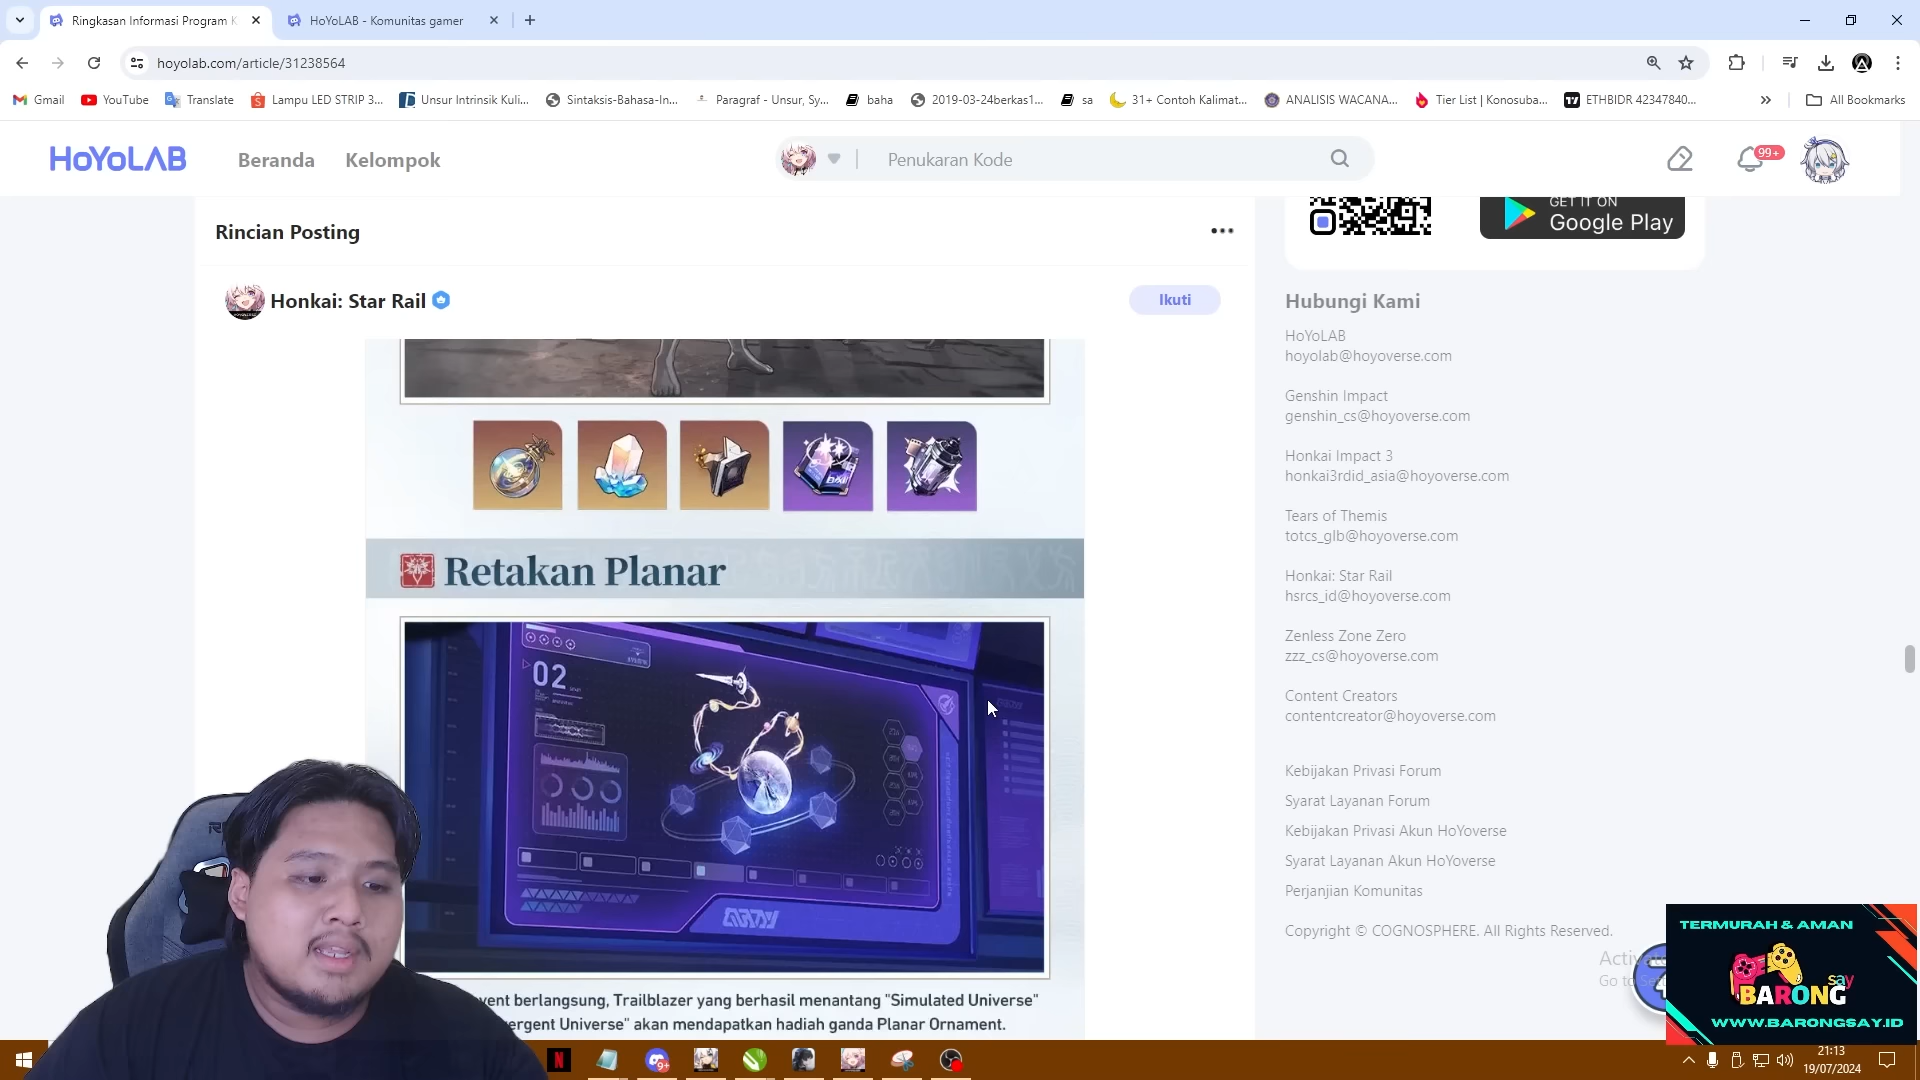 Ringkasan Informasi Program K
HoYoLAB - Komunitas gamer
hoyolab.com/article/31238564
Gmail
YouTube
Translate
Lampu LED STRIP 3...
Unsur Intrinsik Kuli...
Sintaksis-Bahasa-In...
Paragraf - Unsur, Sy...
baha
2019-03-24berkas1...
sa
31+ Contoh Kalimat...
ANALISIS WACANA...
Tier List | Konosuba...
ETHBIDR 42347840...
All Bookmarks
HoYoLAB
Beranda
Kelompok
Penukaran Kode
99+
Rincian Posting
Honkai: Star Rail
Ikuti
GET IT ON
Google Play
Retakan Planar
02
vent berlangsung, Trailblazer yang berhasil menantang "Simulated Universe"
ergent Universe" akan mendapatkan hadiah ganda Planar Ornament.
Hubungi Kami
HoYoLAB
hoyolab@hoyoverse.com
Genshin Impact
genshin_cs@hoyoverse.com
Honkai Impact 3
honkai3rdid_asia@hoyoverse.com
Tears of Themis
totcs_glb@hoyoverse.com
Honkai: Star Rail
hsrcs_id@hoyoverse.com
Zenless Zone Zero
zzz_cs@hoyoverse.com
Content Creators
contentcreator@hoyoverse.com
Kebijakan Privasi Forum
Syarat Layanan Forum
Kebijakan Privasi Akun HoYoverse
Syarat Layanan Akun HoYoverse
Perjanjian Komunitas
Copyright © COGNOSPHERE. All Rights Reserved.
Activat
Go to Se
TERMURAH & AMAN
BARONG
say
WWW.BARONGSAY.ID
9+
21:13
19/07/2024